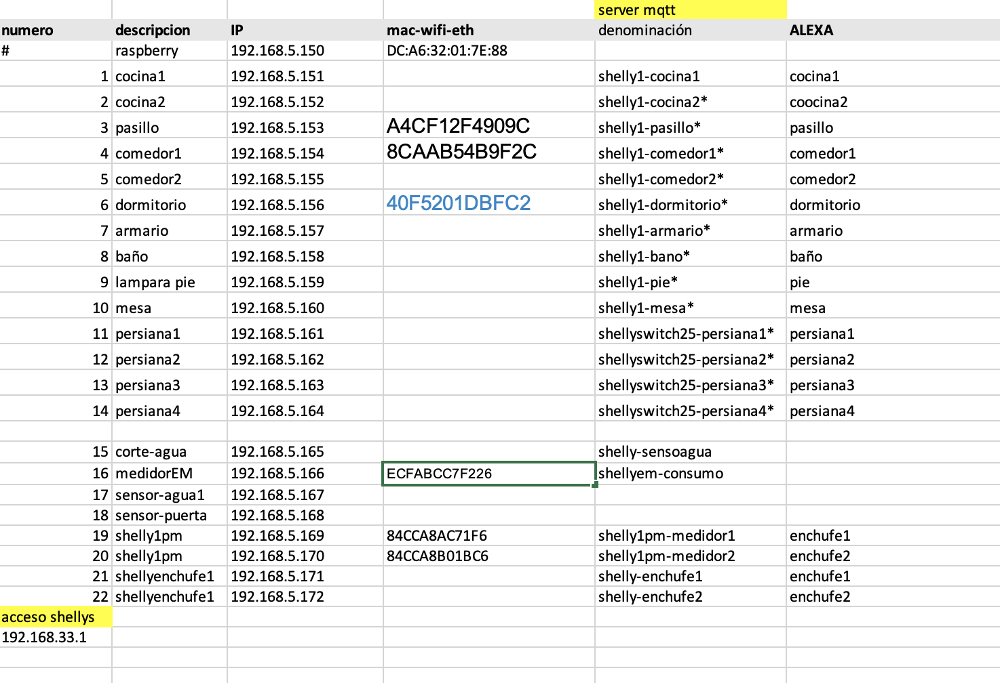 server mqtt
numero descripcion IP mac-wifi-eth denominación ALEXA
# raspberry 192.168.5.150 DC:A6:32:01:7E:88
1 cocina1 192.168.5.151 shelly1-cocina1 cocina1
2 cocina2 192.168.5.152 shelly1-cocina2* coocina2
3 pasillo 192.168.5.153 A4CF12F4909C shelly1-pasillo* pasillo
4 comedor1 192.168.5.154 8CAAB54B9F2C shelly1-comedor1* comedor1
5 comedor2 192.168.5.155 shelly1-comedor2* comedor2
6 dormitorio 192.168.5.156 40F5201DBFC2 shelly1-dormitorio* dormitorio
7 armario 192.168.5.157 shelly1-armario* armario
8 baño 192.168.5.158 shelly1-bano* baño
9 lampara pie 192.168.5.159 shelly1-pie* pie
10 mesa 192.168.5.160 shelly1-mesa* mesa
11 persiana1 192.168.5.161 shellyswitch25-persiana1* persiana1
12 persiana2 192.168.5.162 shellyswitch25-persiana2* persiana2
13 persiana3 192.168.5.163 shellyswitch25-persiana3* persiana3
14 persiana4 192.168.5.164 shellyswitch25-persiana4* persiana4
15 corte-agua 192.168.5.165 shelly-sensoagua
16 medidorEM 192.168.5.166 ECFABCC7F226 shellyem-consumo
17 sensor-agua1 192.168.5.167
18 sensor-puerta 192.168.5.168
19 shelly1pm 192.168.5.169 84CCA8AC71F6 shelly1pm-medidor1 enchufe1
20 shelly1pm 192.168.5.170 84CCA8B01BC6 shelly1pm-medidor2 enchufe2
21 shellyenchufe1 192.168.5.171 shelly-enchufe1 enchufe1
22 shellyenchufe1 192.168.5.172 shelly-enchufe2 enchufe2
acceso shellys
192.168.33.1